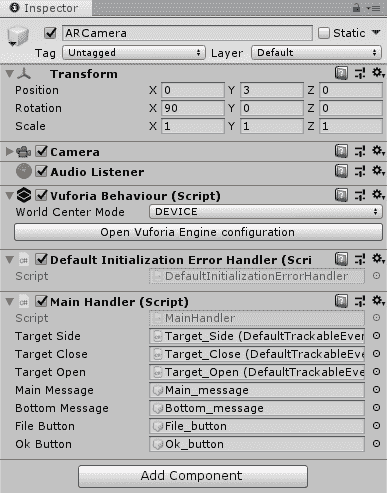 Inspector
ARCamera Static
Tag Untagged Layer Default
Transform
Position X 0 Y 3 Z 0
Rotation X 90 Y 0 Z 0
Scale X 1 Y 1 Z 1
Camera
Audio Listener
Vuforia Behaviour (Script)
World Center Mode DEVICE
Open Vuforia Engine configuration
Default Initialization Error Handler (Scri
Script DefaultInitializationErrorHandler
Main Handler (Script)
Script MainHandler
Target Side Target_Side (DefaultTrackableEver
Target Close Target_Close (DefaultTrackableEve
Target Open Target_Open (DefaultTrackableEve
Main Message Main_message
Bottom Message Bottom_message
File Button File_button
Ok Button Ok_button
Add Component